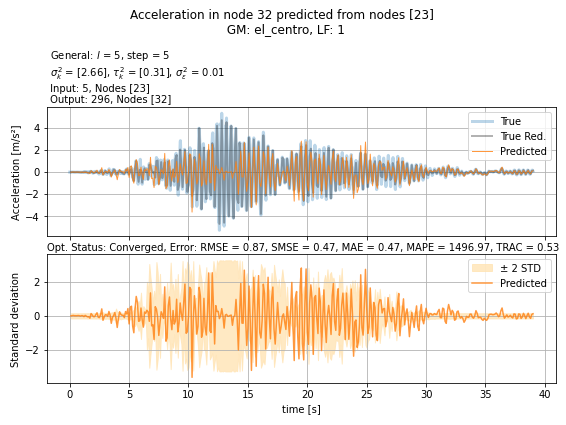 Acceleration in node 32 predicted from nodes [23]
GM: el_centro, LF: 1
General: l = 5, step = 5
σ²ₖ = [2.66], τ²ₖ = [0.31], σ²ε = 0.01
Input: 5, Nodes [23]
Output: 296, Nodes [32]
Acceleration [m/s²]
4
2
0
−2
−4
True
True Red.
Predicted
Opt. Status: Converged, Error: RMSE = 0.87, SMSE = 0.47, MAE = 0.47, MAPE = 1496.97, TRAC = 0.53
Standard deviation
2
0
−2
± 2 STD
Predicted
0 5 10 15 20 25 30 35 40
time [s]